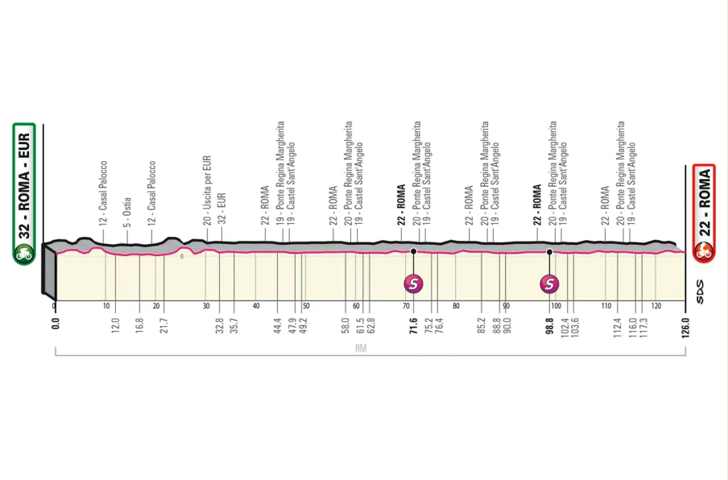 32 - ROMA - EUR
12 - Casal Palocco
5 - Ostia
12 - Casal Palocco
20 - Uscita per EUR
32 - EUR
22 - ROMA
19 - Ponte Regina Margherita
19 - Castel Sant'Angelo
22 - ROMA
20 - Ponte Regina Margherita
19 - Castel Sant'Angelo
22 - ROMA
20 - Ponte Regina Margherita
19 - Castel Sant'Angelo
22 - ROMA
20 - Ponte Regina Margherita
19 - Castel Sant'Angelo
22 - ROMA
20 - Ponte Regina Margherita
19 - Castel Sant'Angelo
22 - ROMA
20 - Ponte Regina Margherita
19 - Castel Sant'Angelo
22 - ROMA
0
S
S
SDS
0 10 20 30 40 50 60 70 80 90 100 110 120
0.0
12.0
16.8
21.7
32.8
35.7
44.4
47.9
49.2
58.0
61.5
62.8
71.6
75.2
76.4
85.2
88.8
90.0
98.8
102.4
103.6
112.4
116.0
117.3
126.0
RM